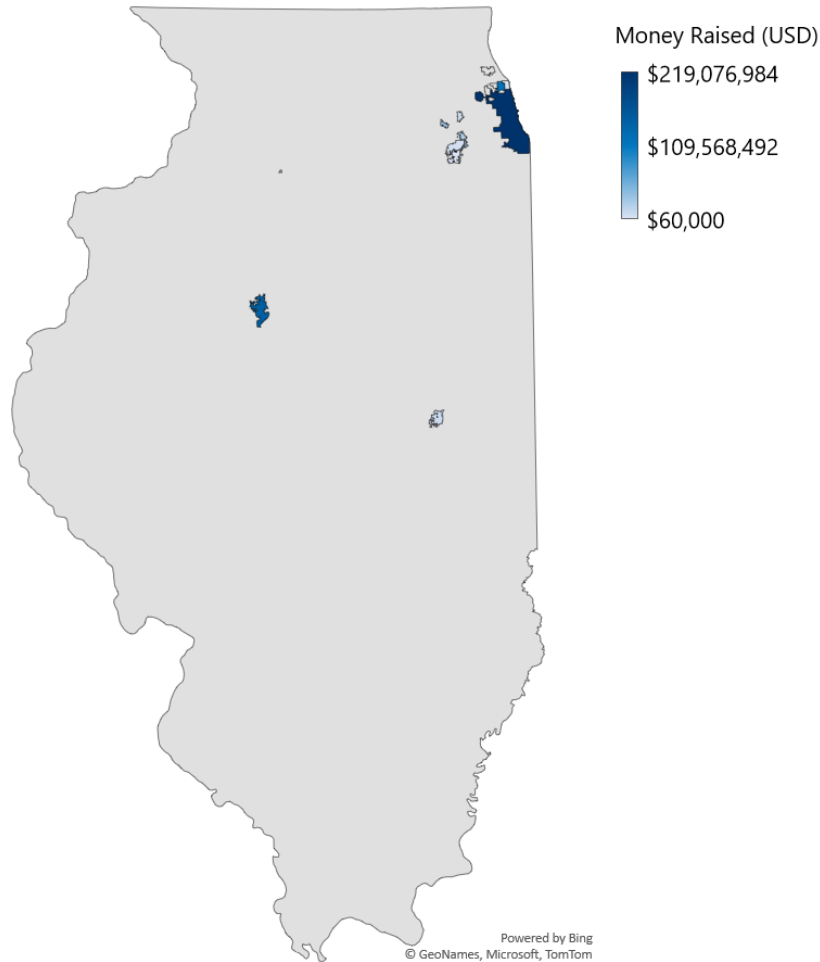 Money Raised (USD)
$219,076,984
$109,568,492
$60,000
Powered by Bing
© GeoNames, Microsoft, TomTom